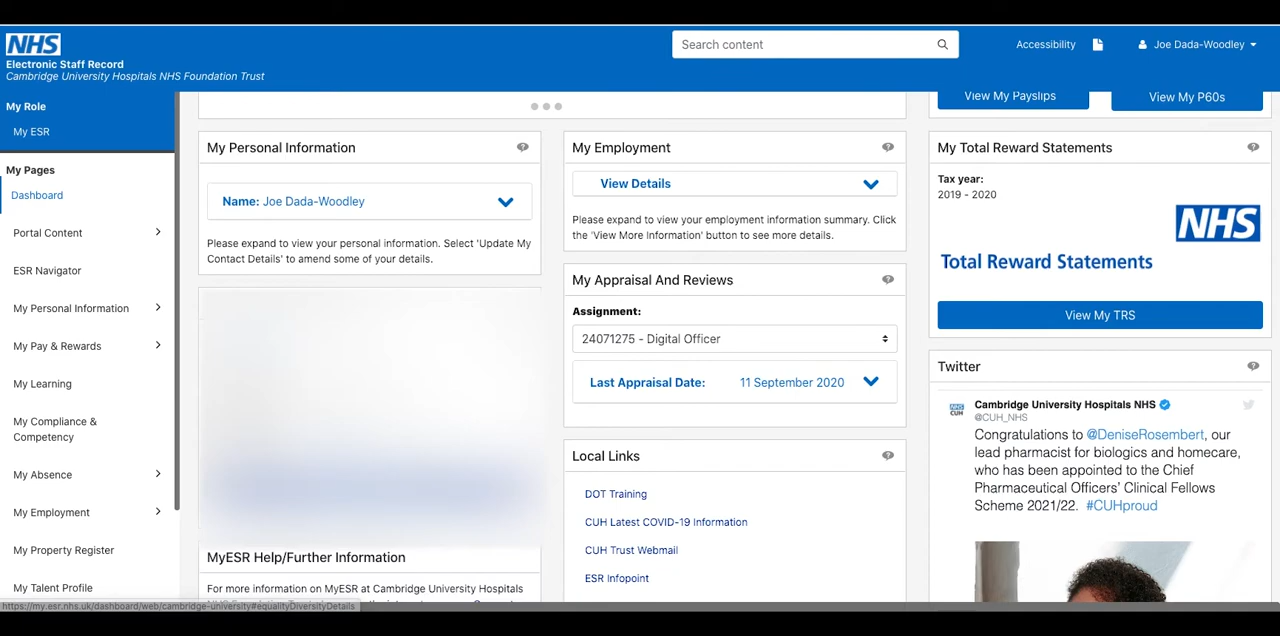 NHS
Electronic Staff Record
Cambridge University Hospitals NHS Foundation Trust
Search content
Accessibility
Joe Dada-Woodley
My Role
My ESR
My Pages
Dashboard
Portal Content
ESR Navigator
My Personal Information
My Pay & Rewards
My Learning
My Compliance &
Competency
My Absence
My Employment
My Property Register
My Talent Profile
https://my.esr.nhs.uk/dashboard/web/cambridge-university#equalityDiversityDetails
My Personal Information
Name: Joe Dada-Woodley
Please expand to view your personal information. Select 'Update My
Contact Details' to amend some of your details.
MyESR Help/Further Information
For more information on MyESR at Cambridge University Hospitals
My Employment
View Details
Please expand to view your employment information summary. Click
the 'View More Information' button to see more details.
My Appraisal And Reviews
Assignment:
24071275 - Digital Officer
Last Appraisal Date: 11 September 2020
Local Links
DOT Training
CUH Latest COVID-19 Information
CUH Trust Webmail
ESR Infopoint
View My Payslips
View My P60s
My Total Reward Statements
Tax year:
2019 - 2020
NHS
Total Reward Statements
View My TRS
Twitter
NHS
CUH
Cambridge University Hospitals NHS
@CUH_NHS
Congratulations to @DeniseRosembert, our
lead pharmacist for biologics and homecare,
who has been appointed to the Chief
Pharmaceutical Officers' Clinical Fellows
Scheme 2021/22. #CUHproud